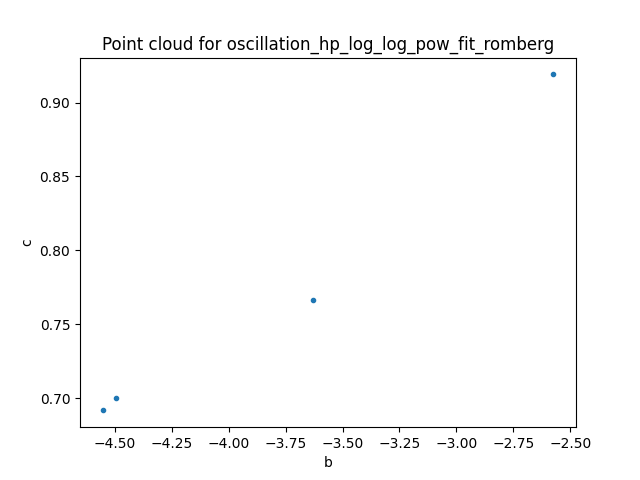 Point cloud for oscillation_hp_log_log_pow_fit_romberg
0.90
0.85
0.80
0.75
0.70
c
−4.50 −4.25 −4.00 −3.75 −3.50 −3.25 −3.00 −2.75 −2.50
b